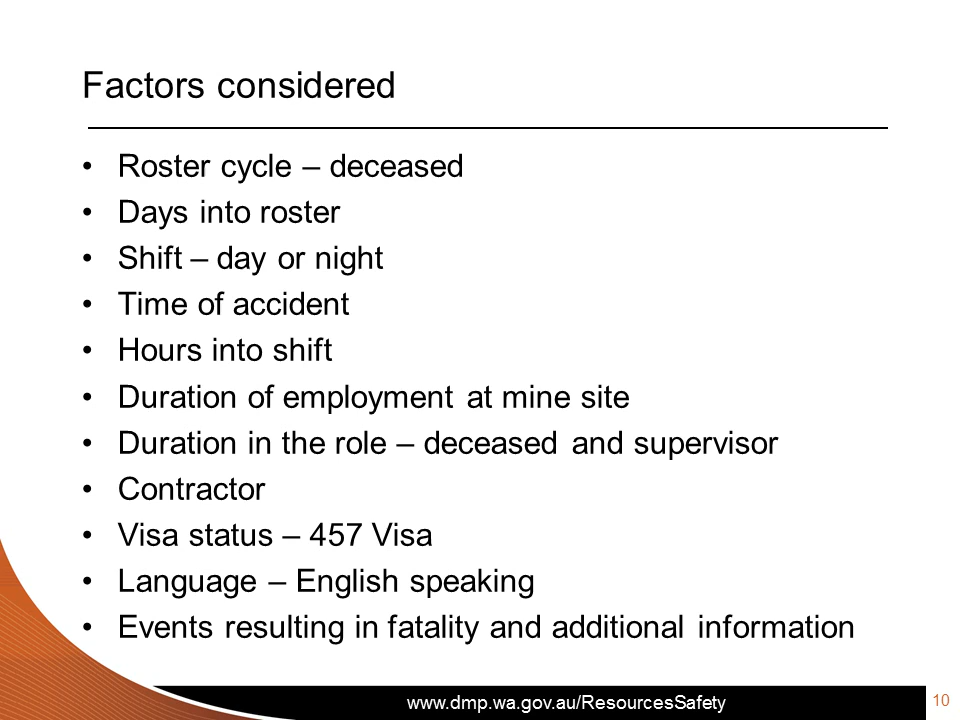 Factors considered
• Roster cycle – deceased
• Days into roster
• Shift – day or night
• Time of accident
• Hours into shift
• Duration of employment at mine site
• Duration in the role – deceased and supervisor
• Contractor
• Visa status – 457 Visa
• Language – English speaking
• Events resulting in fatality and additional information
www.dmp.wa.gov.au/ResourcesSafety
10